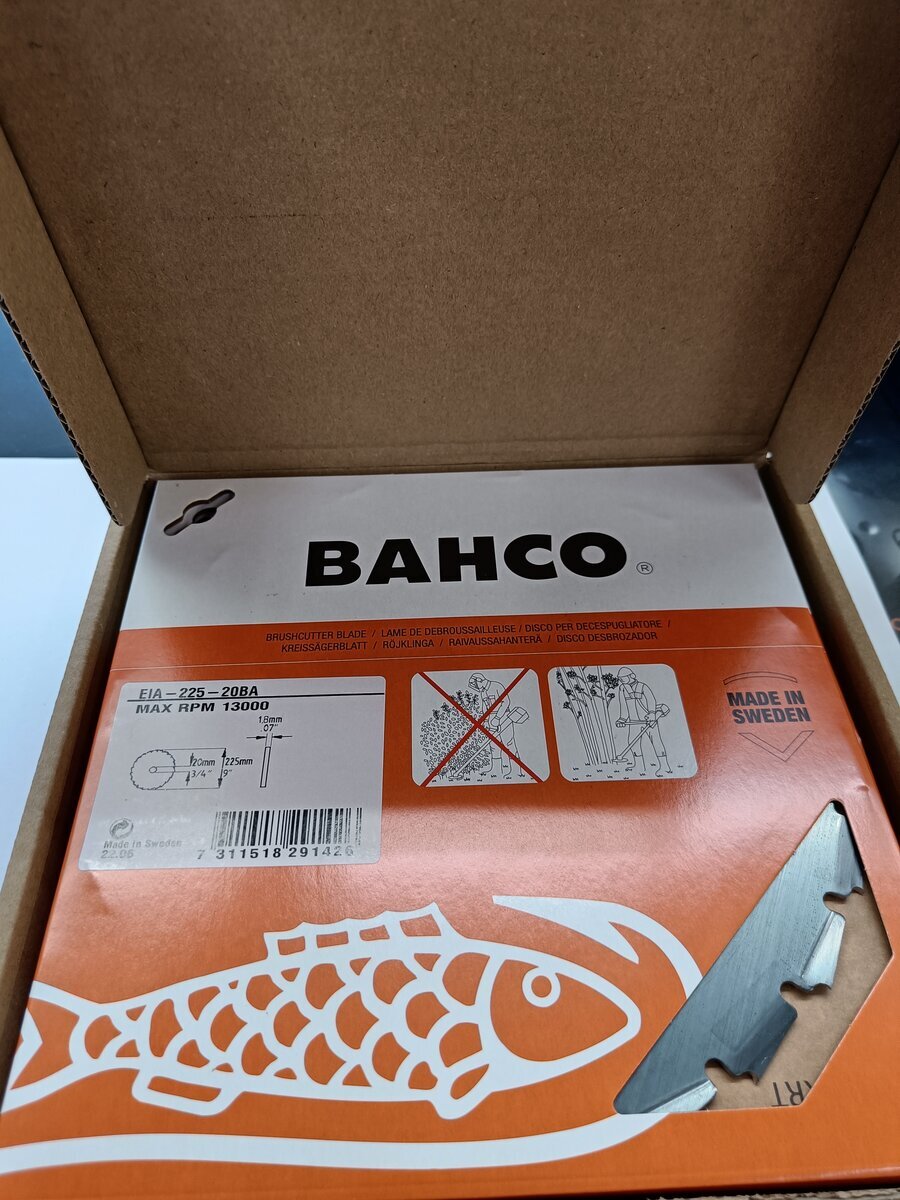 BAHCO ®
BRUSHCUTTER BLADE / LAME DE DEBROUSSAILLEUSE / DISCO PER DECESPUGLIATORE /
KREISSÄGERBLATT / RÖJKLINGA / RAIVAUSSAHANTERÄ / DISCO DESBROZADOR
EIA-225-20BA
MAX RPM 13000
1,8mm
.07"
20mm
3/4"
225mm
9"
MADE IN
SWEDEN
Made in Sweden
22.06
7 311518 291426